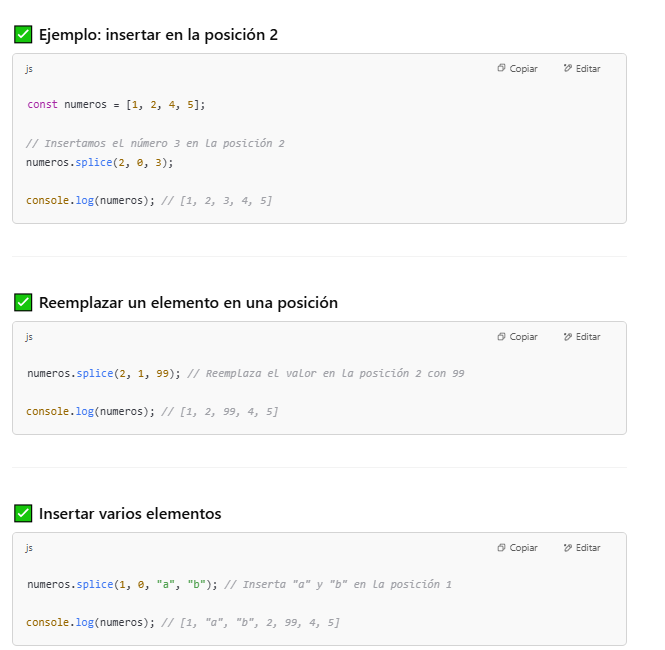 ✅ Ejemplo: insertar en la posición 2
js Copiar Editar
const numeros = [1, 2, 4, 5];
// Insertamos el número 3 en la posición 2
numeros.splice(2, 0, 3);
console.log(numeros); // [1, 2, 3, 4, 5]
✅ Reemplazar un elemento en una posición
js Copiar Editar
numeros.splice(2, 1, 99); // Reemplaza el valor en la posición 2 con 99
console.log(numeros); // [1, 2, 99, 4, 5]
✅ Insertar varios elementos
js Copiar Editar
numeros.splice(1, 0, "a", "b"); // Inserta "a" y "b" en la posición 1
console.log(numeros); // [1, "a", "b", 2, 99, 4, 5]